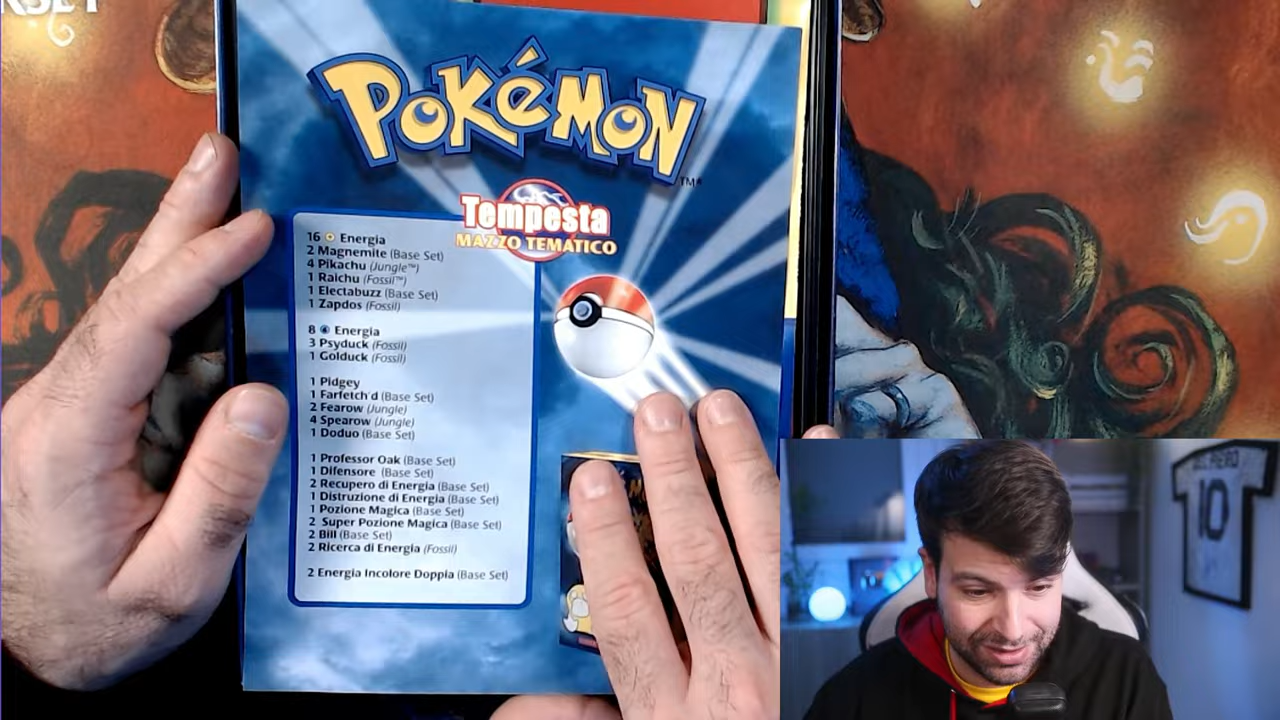 POKÉMON
TM
Tempesta
MAZZO TEMATICO
16 Energia
2 Magnemite (Base Set)
4 Pikachu (Jungle™)
1 Raichu (Fossil™)
1 Electabuzz (Base Set)
1 Zapdos (Fossil)
8 Energia
3 Psyduck (Fossil)
1 Golduck (Fossil)
1 Pidgey
1 Farfetch'd (Base Set)
2 Fearow (Jungle)
4 Spearow (Jungle)
1 Doduo (Base Set)
1 Professor Oak (Base Set)
1 Difensore (Base Set)
2 Recupero di Energia (Base Set)
1 Distruzione di Energia (Base Set)
1 Pozione Magica (Base Set)
2 Super Pozione Magica (Base Set)
2 Bill (Base Set)
2 Ricerca di Energia (Fossil)
2 Energia Incolore Doppia (Base Set)
10